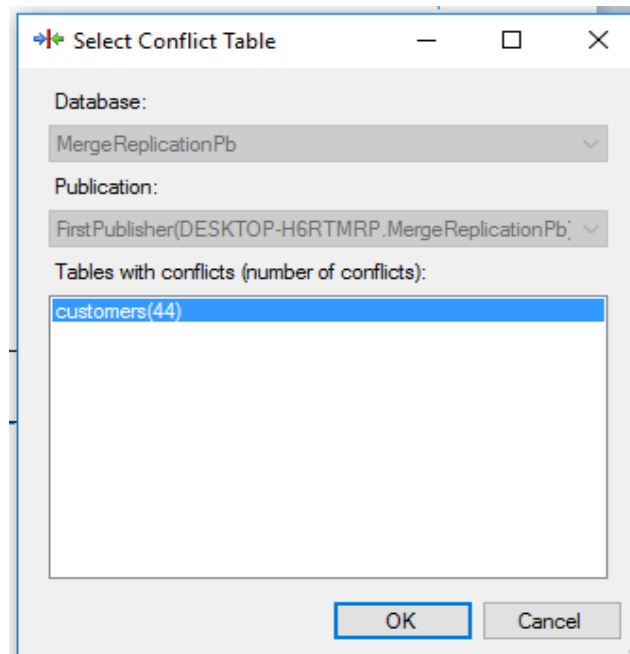 Select Conflict Table
Database:
MergeReplicationPb
Publication:
FirstPublisher(DESKTOP-H6RTMRP.MergeReplicationPb)
Tables with conflicts (number of conflicts):
customers(44)
OK Cancel